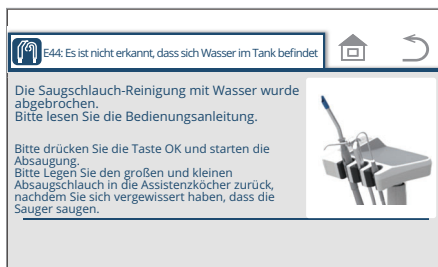 E44: Es ist nicht erkannt, dass sich Wasser im Tank befindet
Die Saugschlauch-Reinigung mit Wasser wurde
abgebrochen.
Bitte lesen Sie die Bedienungsanleitung.
Bitte drücken Sie die Taste OK und starten die
Absaugung.
Bitte Legen Sie den großen und kleinen
Absaugschlauch in die Assistenzköcher zurück,
nachdem Sie sich vergewissert haben, dass die
Sauger saugen.